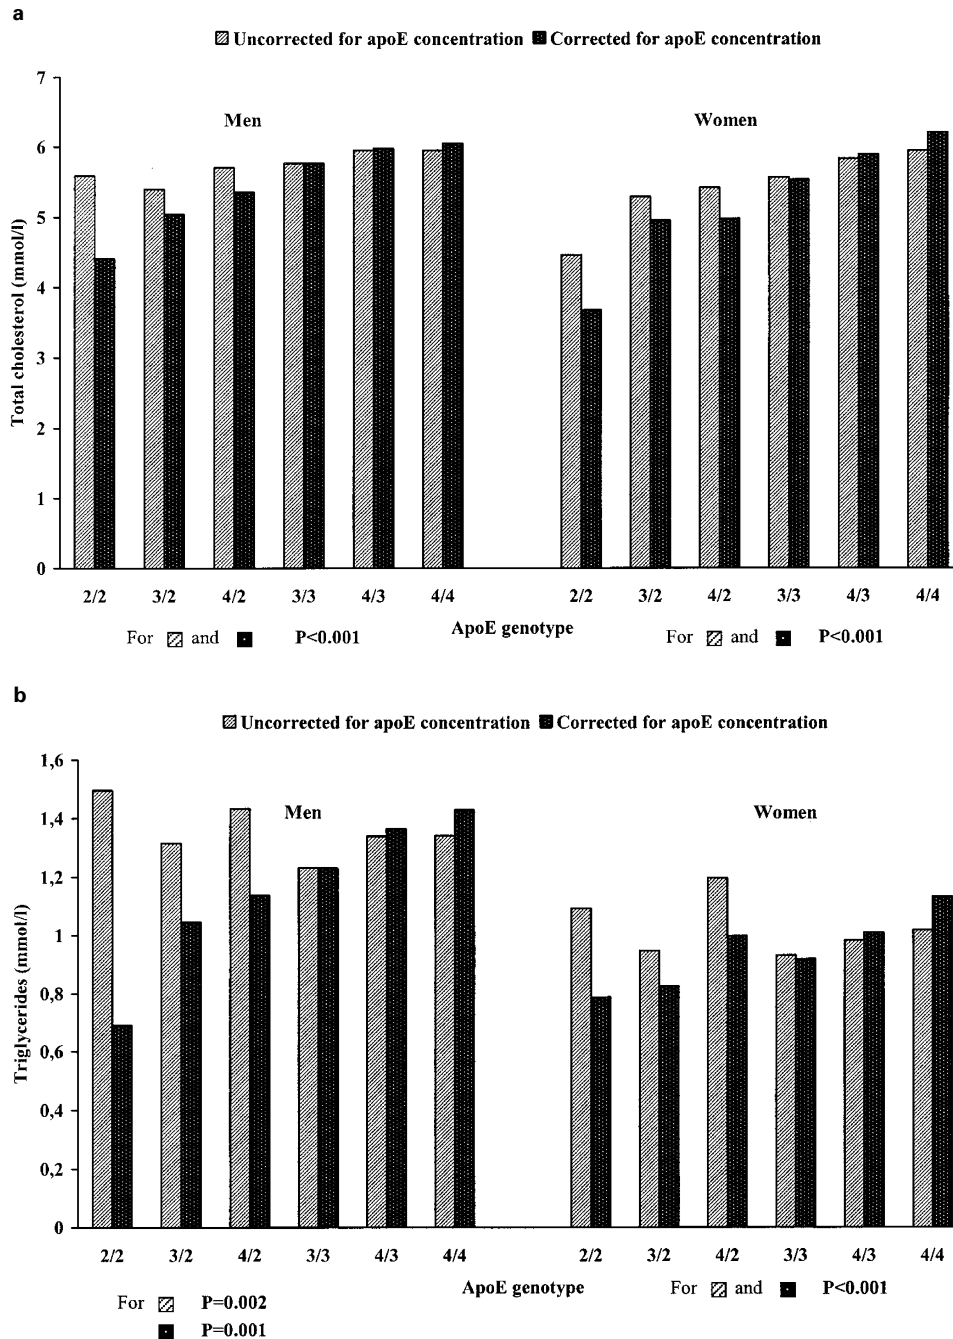 a
Uncorrected for apoE concentration Corrected for apoE concentration
Men
Women
Total cholesterol (mmol/l)
7
6
5
4
3
2
1
0
2/2 3/2 4/2 3/3 4/3 4/4 2/2 3/2 4/2 3/3 4/3 4/4
ApoE genotype
For and P<0.001
For and P<0.001
b
Uncorrected for apoE concentration Corrected for apoE concentration
Men
Women
Triglycerides (mmol/l)
1,6
1,4
1,2
1
0,8
0,6
0,4
0,2
0
2/2 3/2 4/2 3/3 4/3 4/4 2/2 3/2 4/2 3/3 4/3 4/4
ApoE genotype
For P=0.002
P=0.001
For and P<0.001